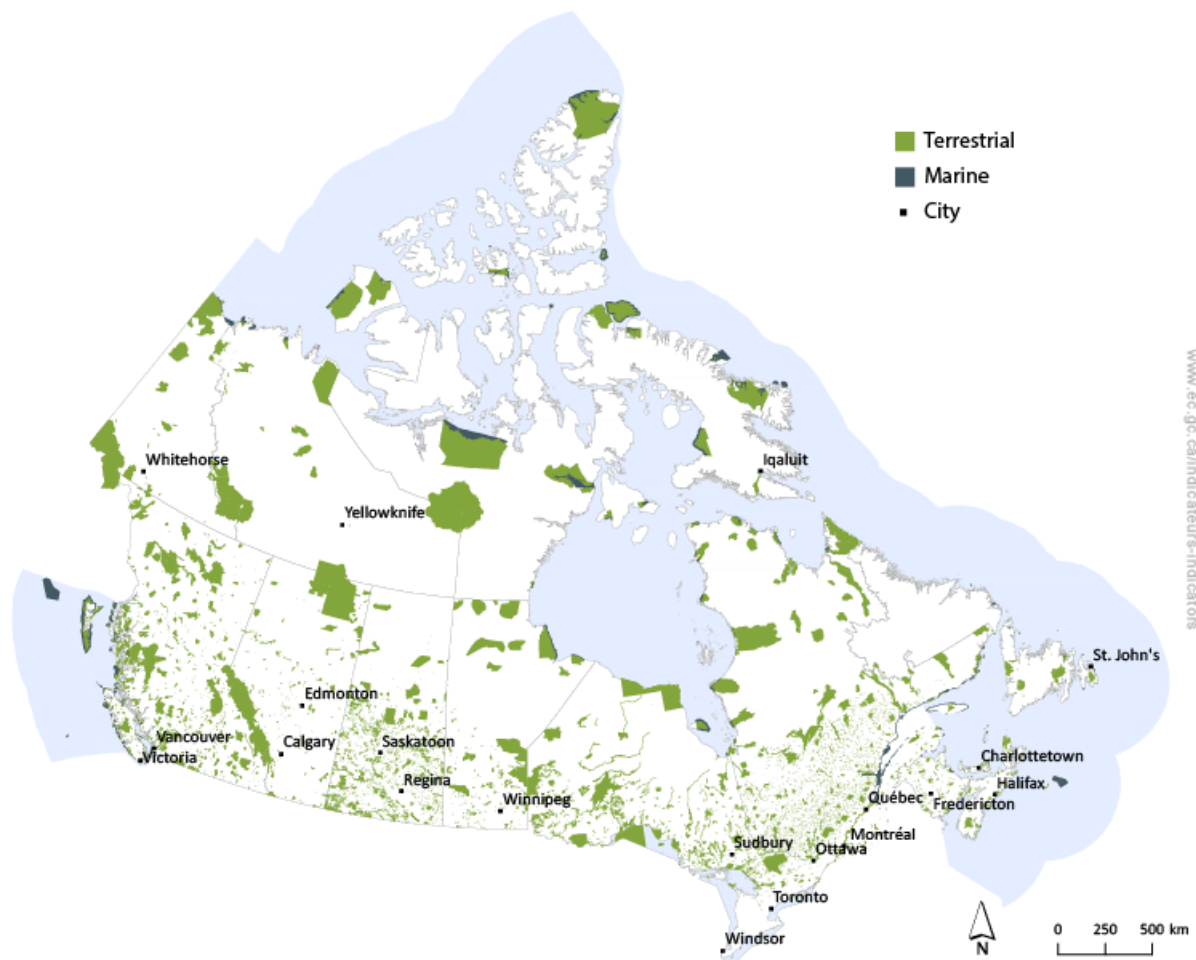 Terrestrial
Marine
City
www.ec.gc.ca/indicateurs-indicators
Iqaluit
Whitehorse
Yellowknife
St. John's
Edmonton
Vancouver
Victoria
Calgary
Saskatoon
Charlottetown
Regina
Halifax
Winnipeg
Québec
Fredericton
Montréal
Sudbury
Ottawa
Toronto
Windsor
N
0 250 500 km